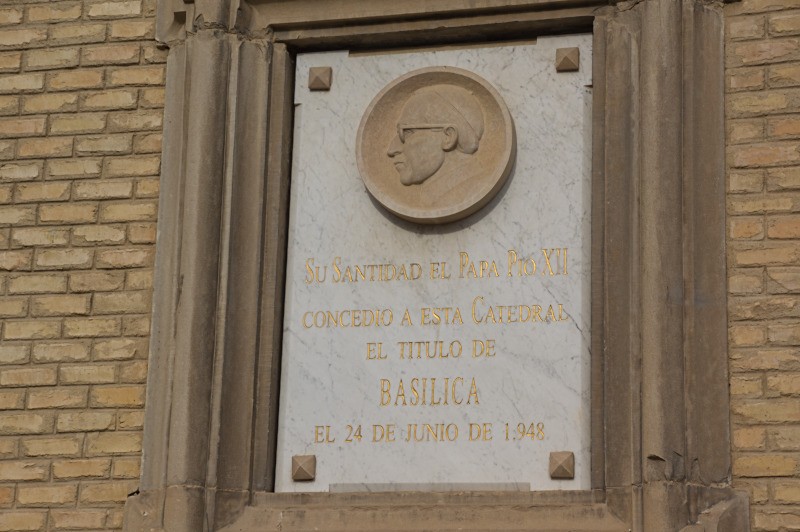 Su Santidad el Papa Pio XII
concedio a esta Catedral
el titulo de
BASILICA
el 24 de junio de 1.948